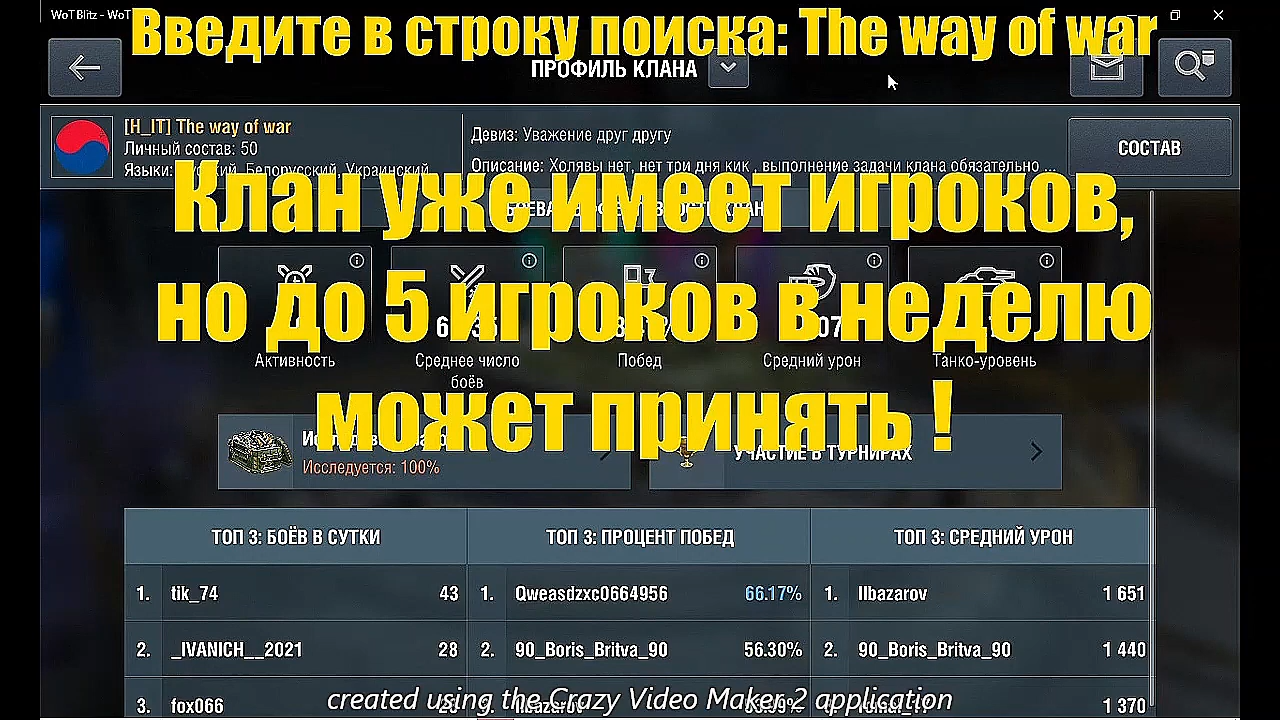 WoT Blitz - WoT
Введите в строку поиска: The way of war
ПРОФИЛЬ КЛАНА
[H_IT] The way of war
Личный состав: 50
Языки: Белорусский, Украинский
Девиз: Уважение друг другу
Описание: Холявы нет, нет три дня кик , выполнение задачи клана обязательно ...
СОСТАВ
Клан уже имеет игроков,
но до 5 игроков в неделю
может принять !
Активность
Среднее число
боёв
Побед
Средний урон
Танко-уровень
Исследуется: 100%
УЧАСТИЕ В ТУРНИРАХ
ТОП 3: БОЁВ В СУТКИ
ТОП 3: ПРОЦЕНТ ПОБЕД
ТОП 3: СРЕДНИЙ УРОН
1. tik_74 43
1. Qweasdzxc0664956 66.17%
1. Ilbazarov 1 651
2. _IVANICH__2021 28
2. 90_Boris_Britva_90 56.30%
2. 90_Boris_Britva_90 1 440
3. fox066
3. 1 370
created using the Crazy Video Maker 2 application